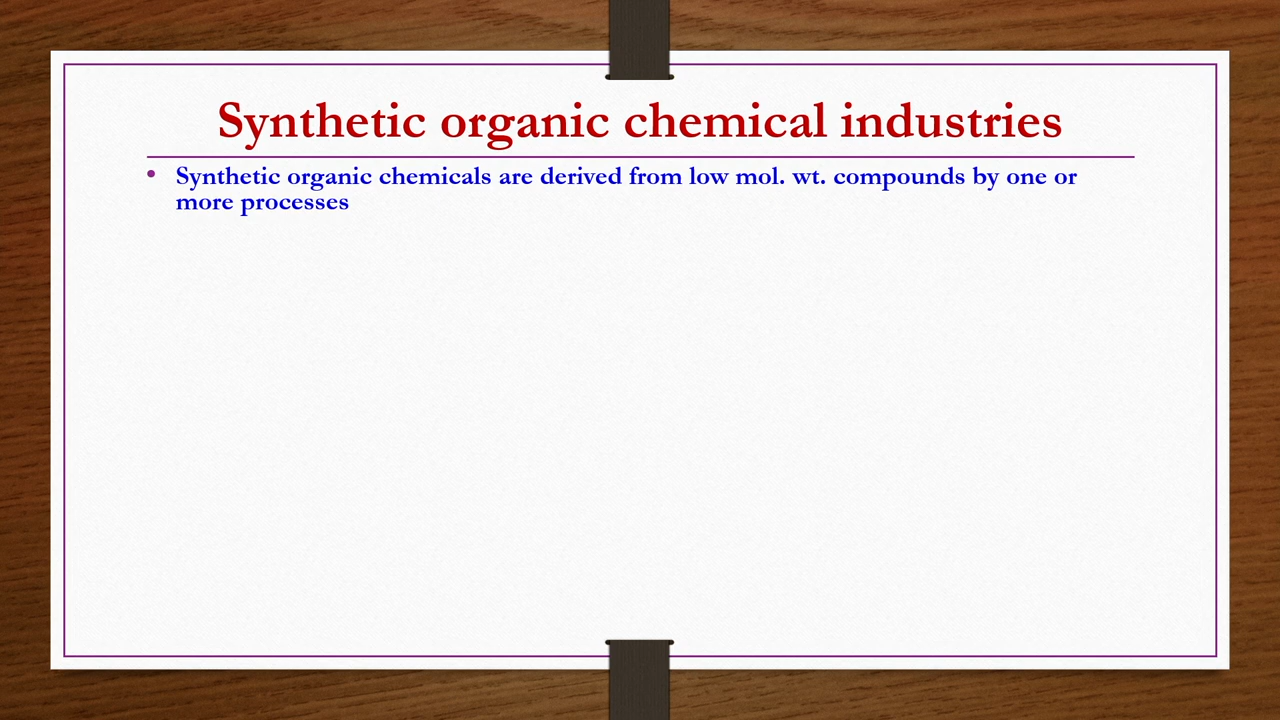 Synthetic organic chemical industries
• Synthetic organic chemicals are derived from low mol. wt. compounds by one or
more processes